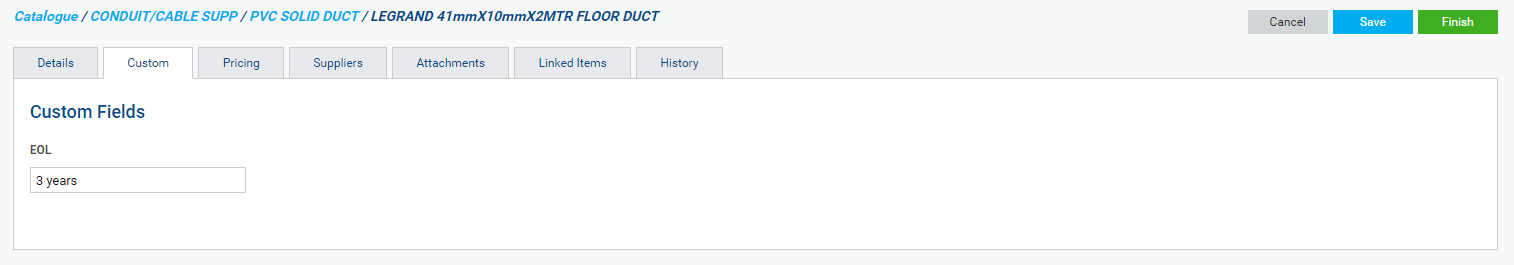 Catalogue / CONDUIT/CABLE SUPP / PVC SOLID DUCT / LEGRAND 41mmX10mmX2MTR FLOOR DUCT
Cancel Save Finish
Details Custom Pricing Suppliers Attachments Linked Items History
Custom Fields
EOL
3 years